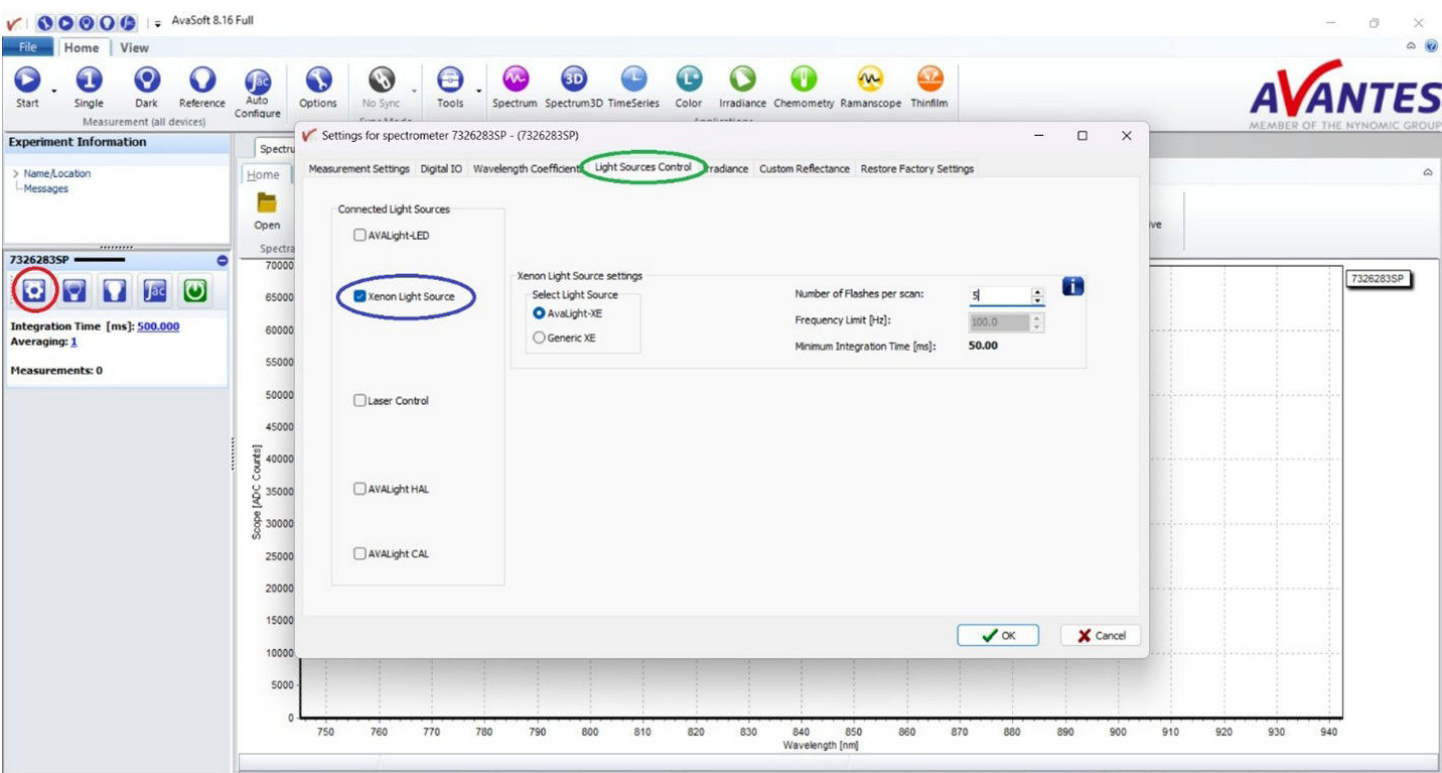 AvaSoft 8.16 Full
File Home View
Start Single Dark Reference Auto Configure Options No Sync Tools Spectrum Spectrum3D TimeSeries Color Irradiance Chemometry Ramanscope Thinfilm
Measurement (all devices)
AVANTES
MEMBER OF THE NYNOMIC GROUP
Experiment Information
Name/Location
Messages
7326283SP
Integration Time [ms]: 500.000
Averaging: 1
Measurements: 0
Home
Open
Settings for spectrometer 7326283SP - (7326283SP)
Measurement Settings Digital IO Wavelength Coefficient Light Sources Control rradiance Custom Reflectance Restore Factory Settings
Connected Light Sources
AVALight-LED
Xenon Light Source
Laser Control
AVALight HAL
AVALight CAL
Xenon Light Source settings
Select Light Source
AvaLight-XE
Generic XE
Number of Flashes per scan: 5
Frequency Limit [Hz]: 100.0
Minimum Integration Time [ms]: 50.00
OK Cancel
7326283SP
Scope [ADC Counts]
70000
65000
60000
55000
50000
45000
40000
35000
30000
25000
20000
15000
10000
5000
0
750 760 770 780 790 800 810 820 830 840 850 860 870 880 890 900 910 920 930 940
Wavelength [nm]